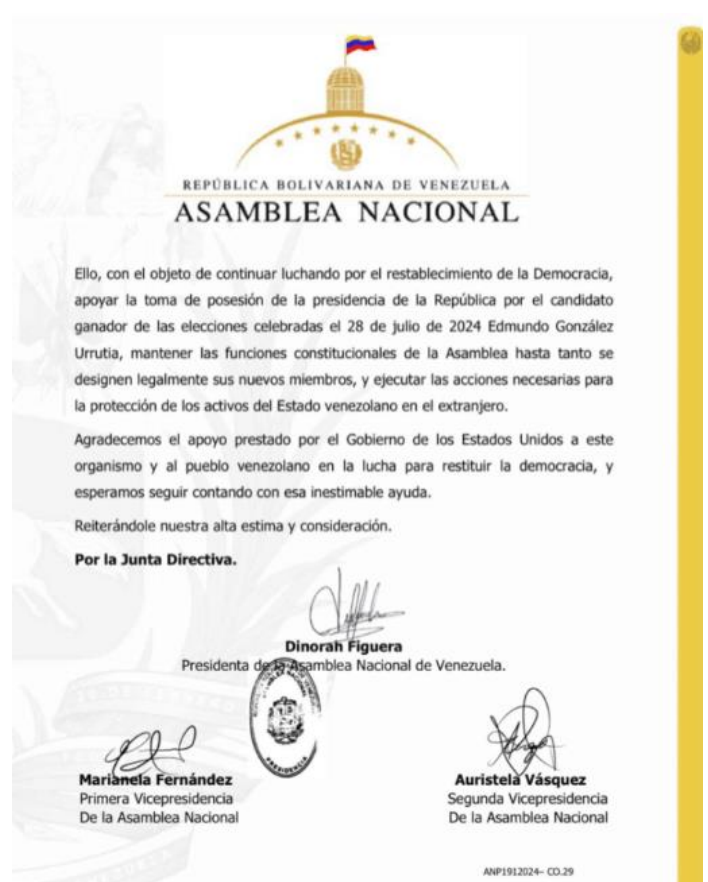 REPÚBLICA BOLIVARIANA DE VENEZUELA
ASAMBLEA NACIONAL
Ello, con el objeto de continuar luchando por el restablecimiento de la Democracia,
apoyar la toma de posesión de la presidencia de la República por el candidato
ganador de las elecciones celebradas el 28 de julio de 2024 Edmundo González
Urrutia, mantener las funciones constitucionales de la Asamblea hasta tanto se
designen legalmente sus nuevos miembros, y ejecutar las acciones necesarias para
la protección de los activos del Estado venezolano en el extranjero.
Agradecemos el apoyo prestado por el Gobierno de los Estados Unidos a este
organismo y al pueblo venezolano en la lucha para restituir la democracia, y
esperamos seguir contando con esa inestimable ayuda.
Reiterándole nuestra alta estima y consideración.
Por la Junta Directiva.
Dinorah Figuera
Presidenta de la Asamblea Nacional de Venezuela.
PRESIDENCIA
Marianela Fernández
Primera Vicepresidencia
De la Asamblea Nacional
Auristela Vásquez
Segunda Vicepresidencia
De la Asamblea Nacional
ANP1912024– CO.29